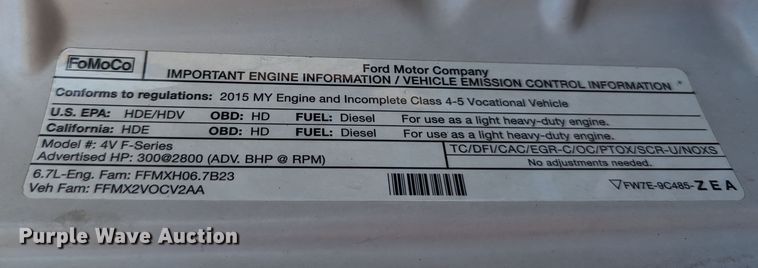 FoMoCo
Ford Motor Company
IMPORTANT ENGINE INFORMATION / VEHICLE EMISSION CONTROL INFORMATION
Conforms to regulations: 2015 MY Engine and Incomplete Class 4-5 Vocational Vehicle
U.S. EPA: HDE/HDV OBD: HD FUEL: Diesel For use as a light heavy-duty engine.
California: HDE OBD: HD FUEL: Diesel For use as a light heavy-duty engine.
Model #: 4V F-Series TC/DFI/CAC/EGR-C/OC/PTOX/SCR-U/NOXS
Advertised HP: 300@2800 (ADV. BHP @ RPM) No adjustments needed.
6.7L-Eng. Fam: FFMXH06.7B23
Veh Fam: FFMX2VOCV2AA FW7E-9C485-ZEA
Purple Wave Auction